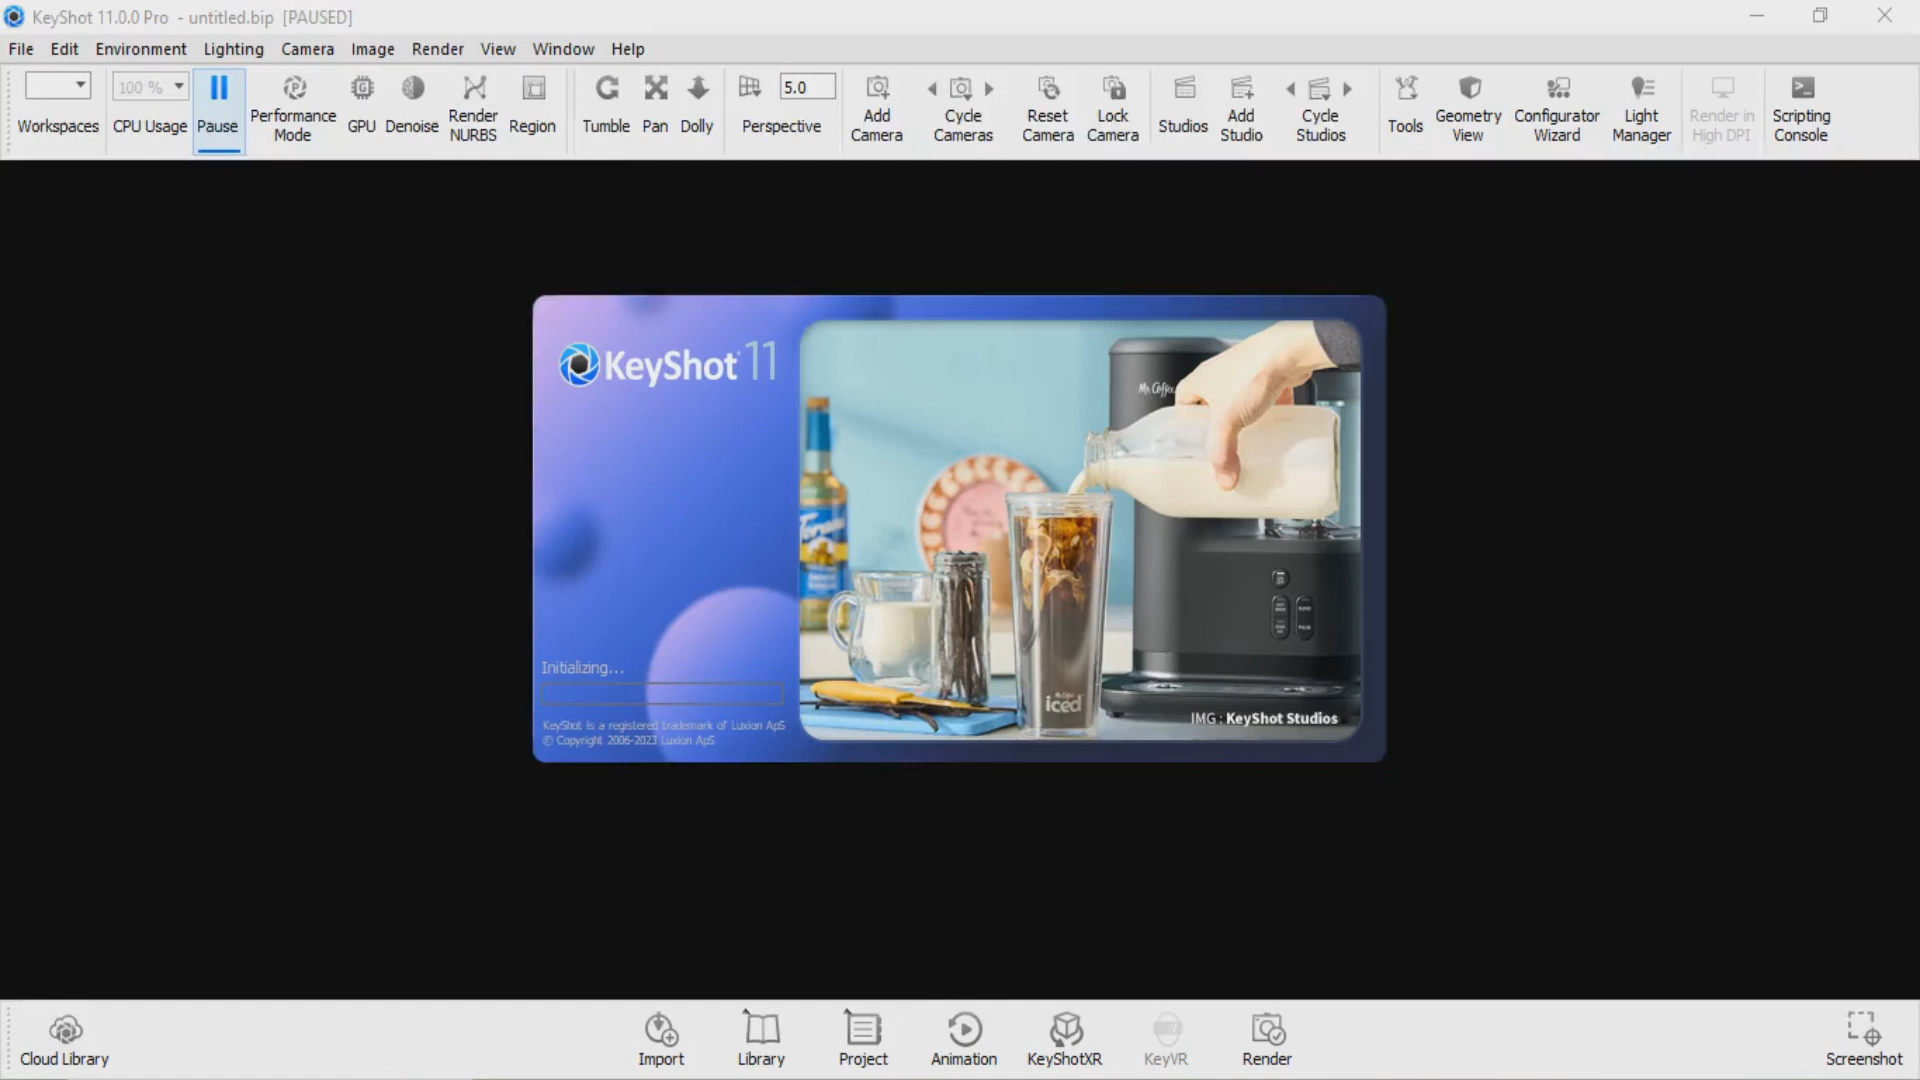 KeyShot 11.0.0 Pro - untitled.bip [PAUSED]
File Edit Environment Lighting Camera Image Render View Window Help
100 % 5.0
Workspaces CPU Usage Pause Performance Mode GPU Denoise Render NURBS Region Tumble Pan Dolly Perspective Add Camera Cycle Cameras Reset Camera Lock Camera Studios Add Studio Cycle Studios Tools Geometry View Configurator Wizard Light Manager Render in High DPI Scripting Console
KeyShot 11
Mr. Coffee
Mr. Coffee
iced
Initializing...
KeyShot is a registered trademark of Luxion ApS
© Copyright 2006-2023 Luxion ApS
IMG : KeyShot Studios
Cloud Library Import Library Project Animation KeyShotXR KeyVR Render Screenshot